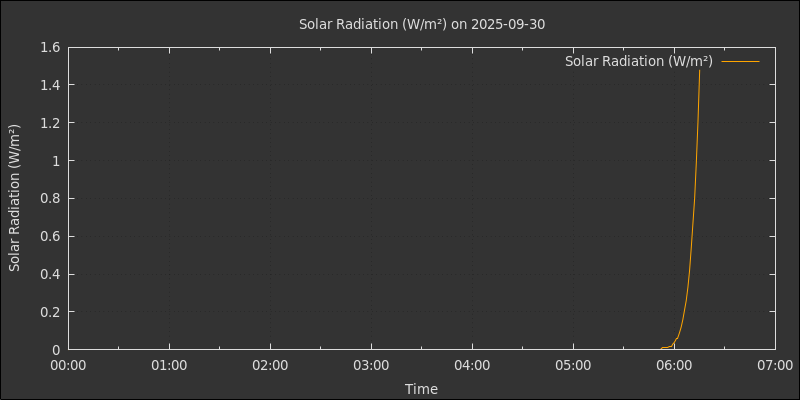 Solar Radiation (W/m²) on 2025-09-30
Solar Radiation (W/m²)
1.6
1.4
1.2
1
0.8
0.6
0.4
0.2
0
Solar Radiation (W/m²)
00:00 01:00 02:00 03:00 04:00 05:00 06:00 07:00
Time